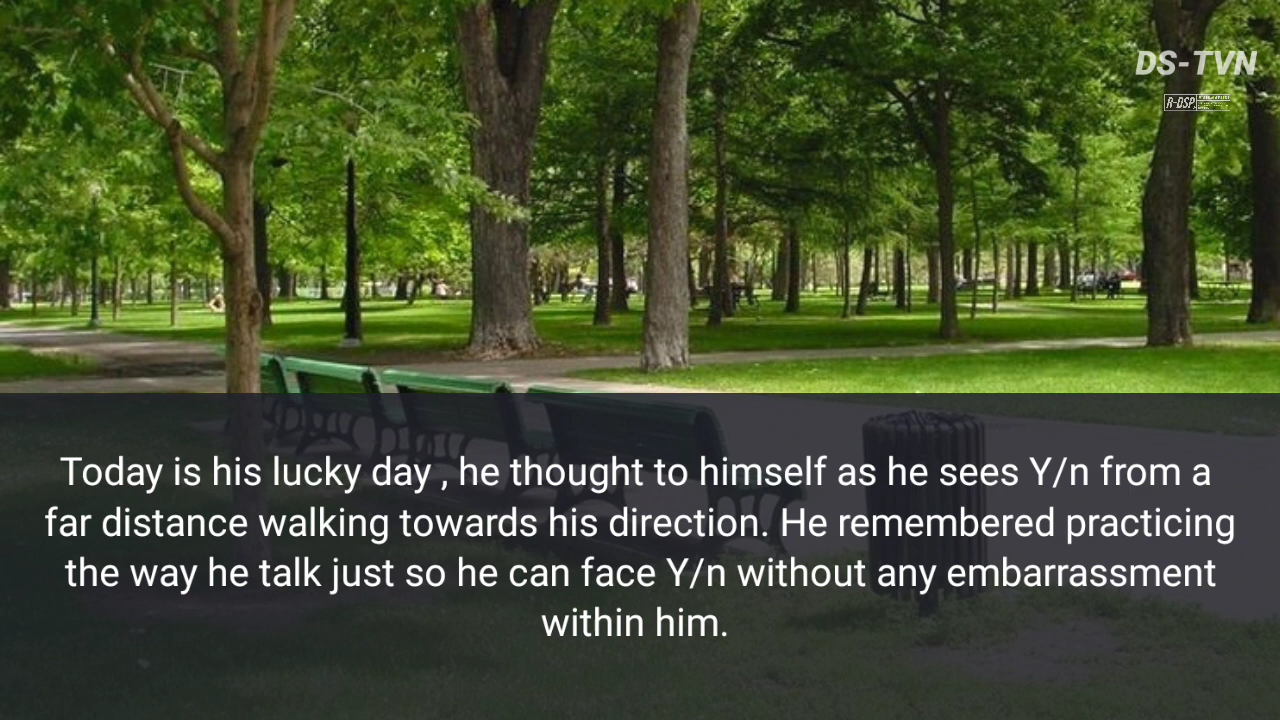 DS-TVN
R-DSP
Today is his lucky day , he thought to himself as he sees Y/n from a
far distance walking towards his direction. He remembered practicing
the way he talk just so he can face Y/n without any embarrassment
within him.